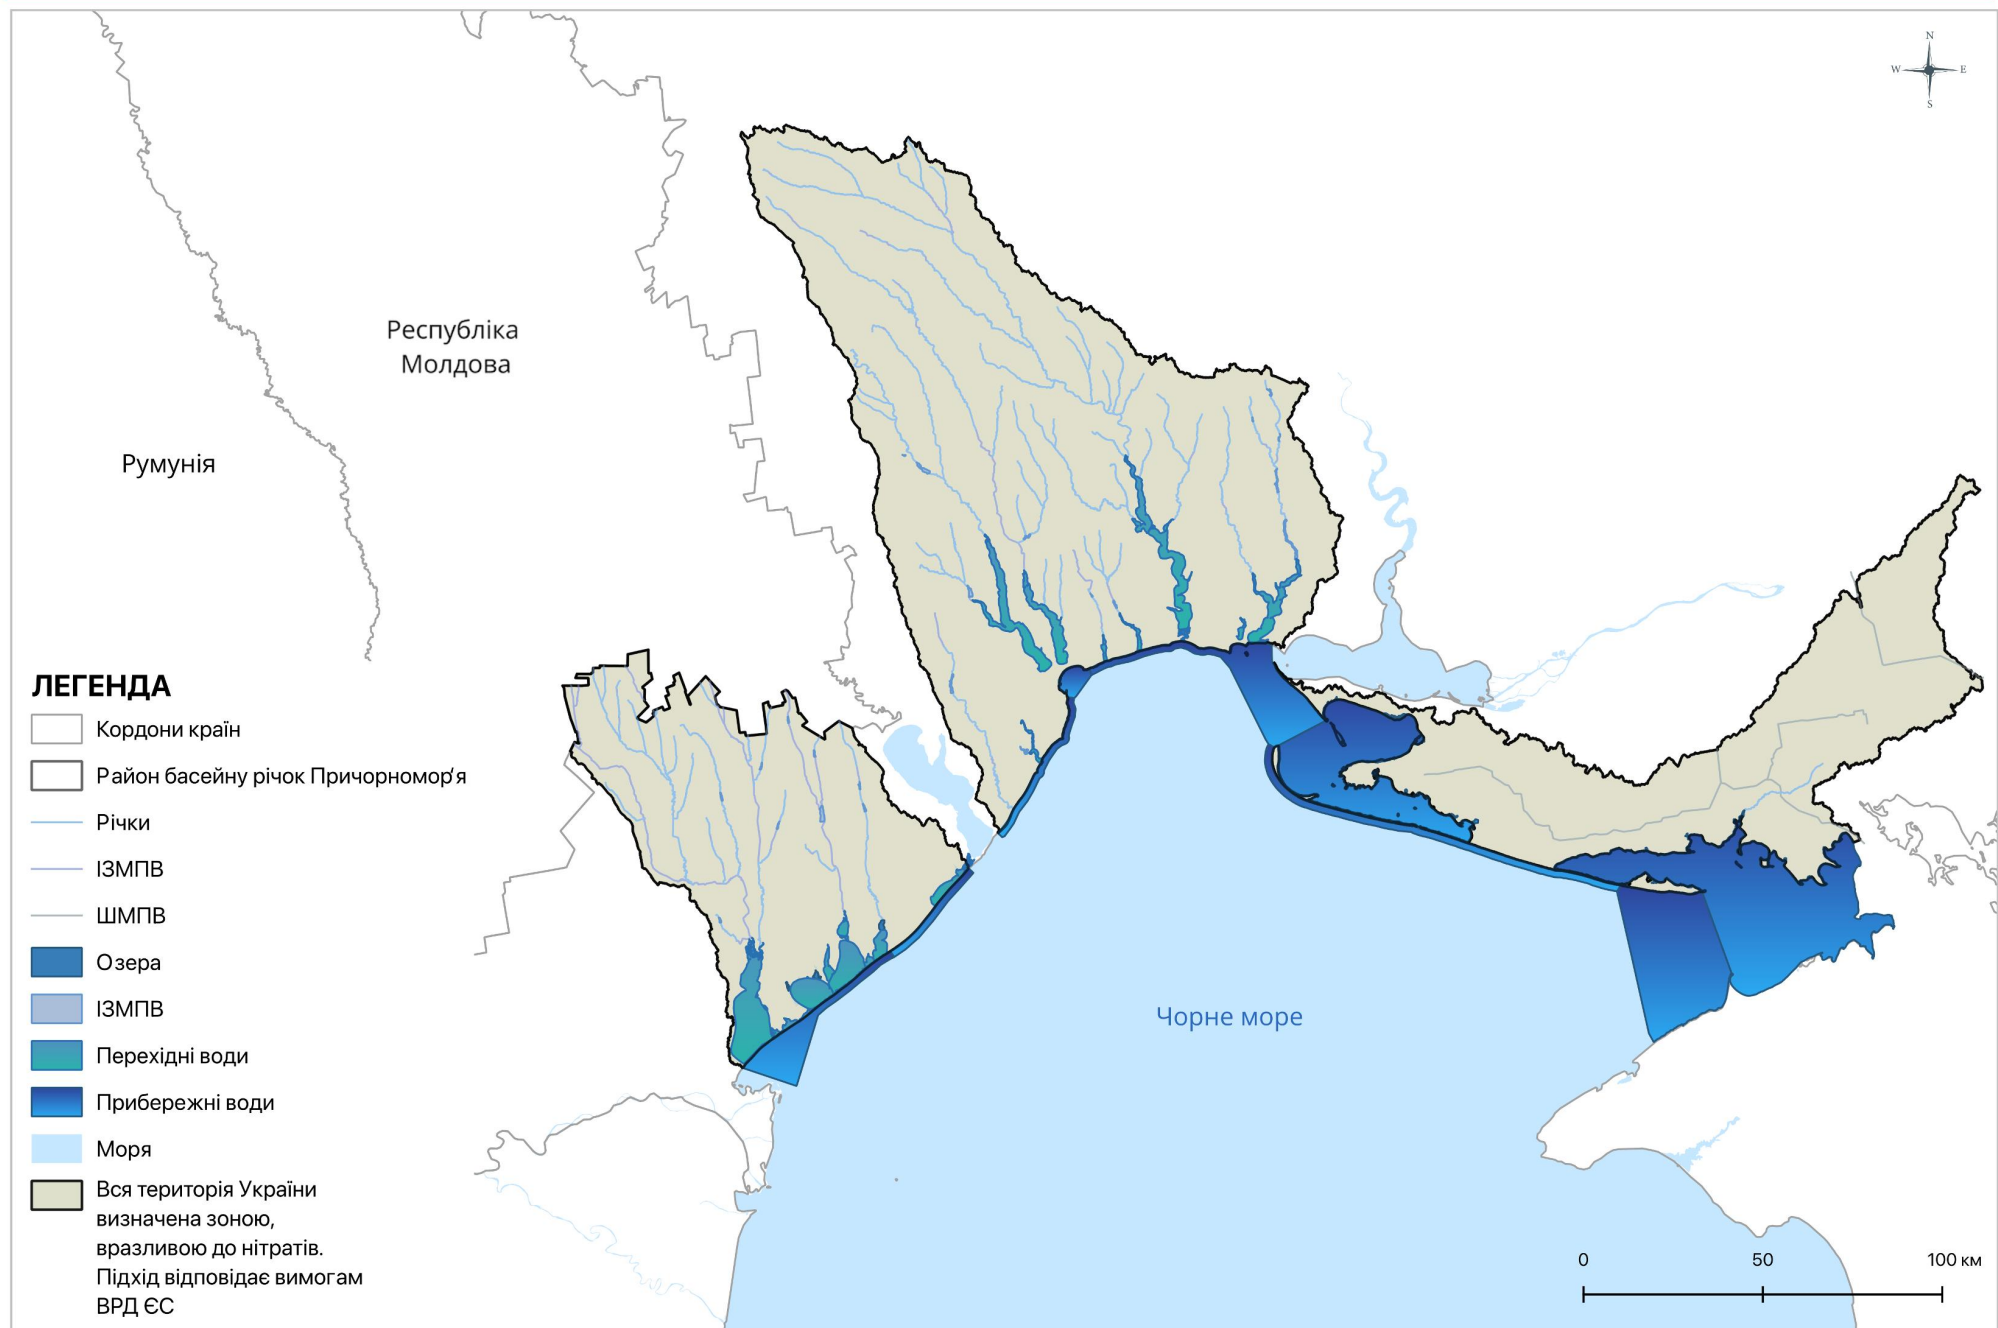 N
W
E
S
Республіка
Молдова
Румунія
ЛЕГЕНДА
Кордони країн
Район басейну річок Причорномор’я
Річки
ІЗМПВ
ШМПВ
Озера
ІЗМПВ
Перехідні води
Прибережні води
Моря
Вся територія України
визначена зоною,
вразливою до нітратів.
Підхід відповідає вимогам
ВРД ЄС
Чорне море
0 50 100 км